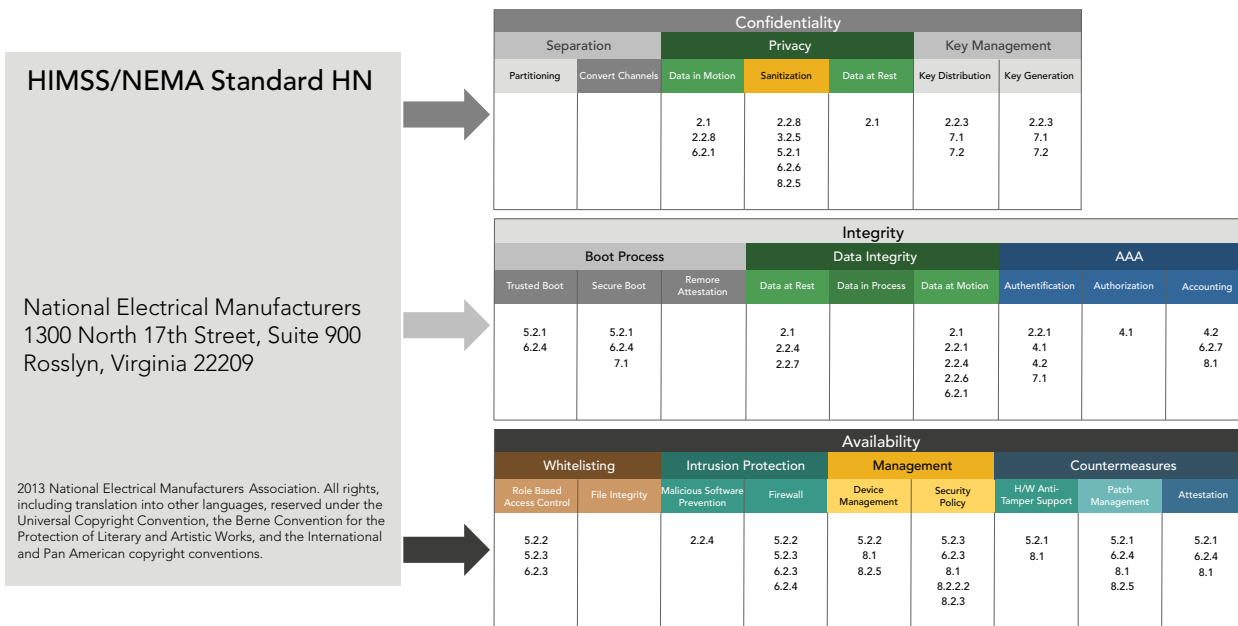 HIMSS/NEMA Standard HN
National Electrical Manufacturers
1300 North 17th Street, Suite 900
Rosslyn, Virginia 22209
2013 National Electrical Manufacturers Association. All rights,
including translation into other languages, reserved under the
Universal Copyright Convention, the Berne Convention for the
Protection of Literary and Artistic Works, and the International
and Pan American copyright conventions.
Confidentiality
Separation Privacy Key Management
Partitioning Convert Channels Data in Motion Sanitization Data at Rest Key Distribution Key Generation
2.1 2.2.8 2.1 2.2.3 2.2.3
2.2.8 3.2.5 7.1 7.1
6.2.1 5.2.1 7.2 7.2
6.2.6
8.2.5
Integrity
Boot Process Data Integrity AAA
Trusted Boot Secure Boot Remore Attestation Data at Rest Data in Process Data at Motion Authentification Authorization Accounting
5.2.1 5.2.1 2.1 2.1 2.2.1 4.1 4.2
6.2.4 6.2.4 2.2.4 2.2.1 4.1 6.2.7
7.1 2.2.7 2.2.4 4.2 8.1
2.2.6 7.1
6.2.1
Availability
Whitelisting Intrusion Protection Management Countermeasures
Role Based Access Control File Integrity Malicious Software Prevention Firewall Device Management Security Policy H/W Anti-Tamper Support Patch Management Attestation
5.2.2 2.2.4 5.2.2 5.2.2 5.2.3 5.2.1 5.2.1 5.2.1
5.2.3 5.2.3 8.1 6.2.3 8.1 6.2.4 6.2.4
6.2.3 6.2.3 8.2.5 8.1 8.1 8.1
6.2.4 8.2.2.2 8.2.5
8.2.3